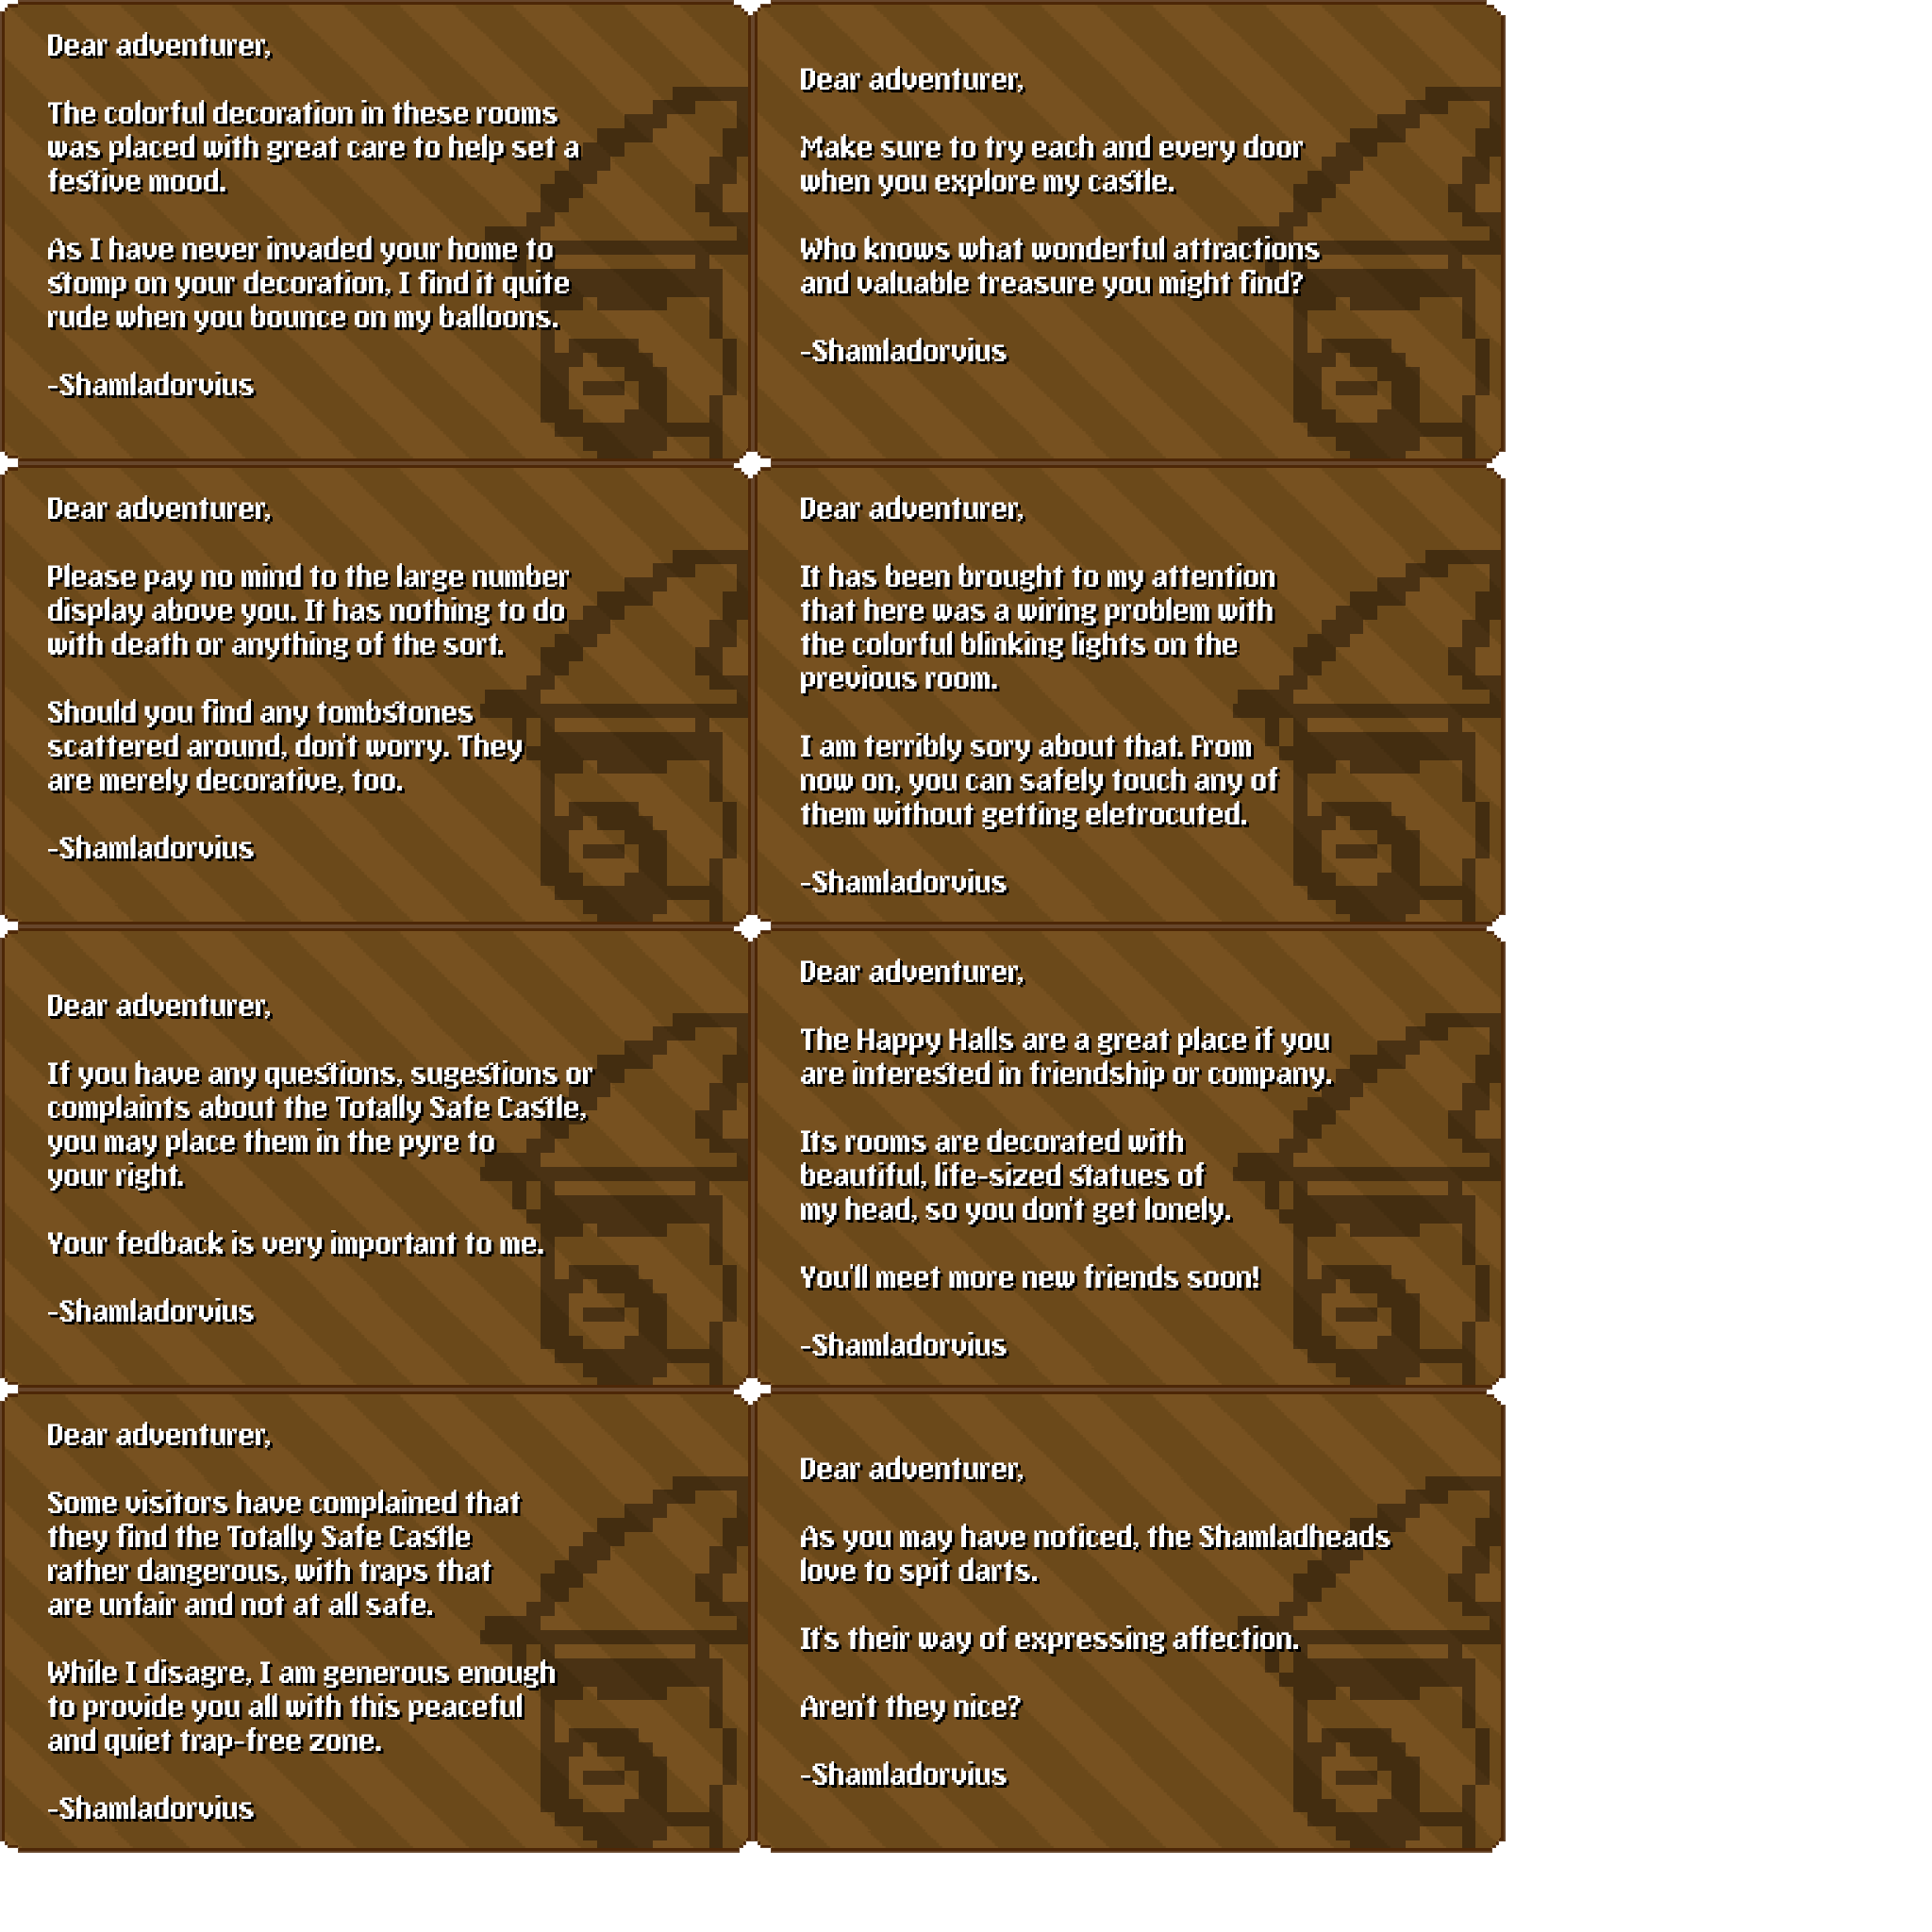 Dear adventurer,
The colorful decoration in these rooms
was placed with great care to help set a
festive mood.
As I have never invaded your home to
stomp on your decoration, I find it quite
rude when you bounce on my balloons.
-Shamladorvius
Dear adventurer,
Make sure to try each and every door
when you explore my castle.
Who knows what wonderful attractions
and valuable treasure you might find?
-Shamladorvius
Dear adventurer,
Please pay no mind to the large number
display above you. It has nothing to do
with death or anything of the sort.
Should you find any tombstones
scattered around, don't worry. They
are merely decorative, too.
-Shamladorvius
Dear adventurer,
It has been brought to my attention
that here was a wiring problem with
the colorful blinking lights on the
previous room.
I am terribly sory about that. From
now on, you can safely touch any of
them without getting eletrocuted.
-Shamladorvius
Dear adventurer,
If you have any questions, sugestions or
complaints about the Totally Safe Castle,
you may place them in the pyre to
your right.
Your fedback is very important to me.
-Shamladorvius
Dear adventurer,
The Happy Halls are a great place if you
are interested in friendship or company.
Its rooms are decorated with
beautiful, life-sized statues of
my head, so you don't get lonely.
You'll meet more new friends soon!
-Shamladorvius
Dear adventurer,
Some visitors have complained that
they find the Totally Safe Castle
rather dangerous, with traps that
are unfair and not at all safe.
While I disagre, I am generous enough
to provide you all with this peaceful
and quiet trap-free zone.
-Shamladorvius
Dear adventurer,
As you may have noticed, the Shamladheads
love to spit darts.
It's their way of expressing affection.
Aren't they nice?
-Shamladorvius